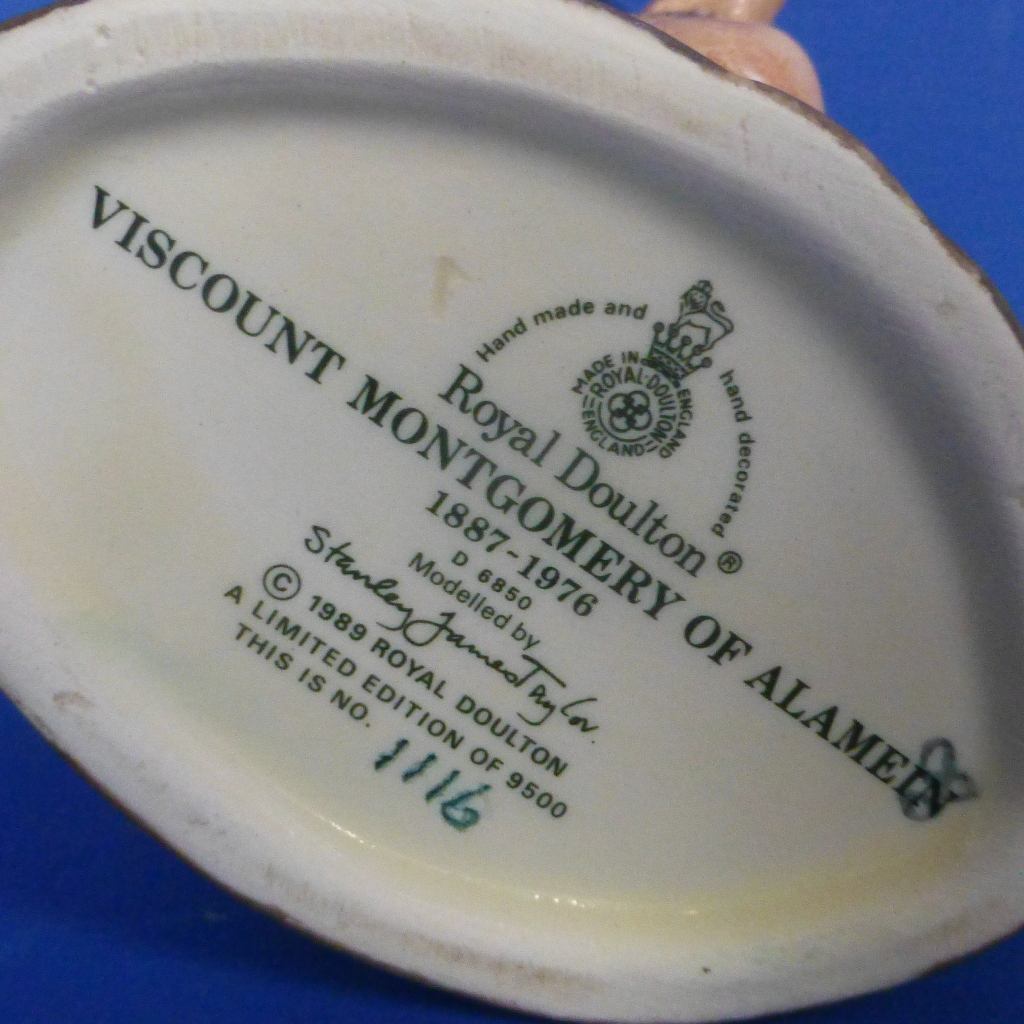 Hand made and hand decorated
MADE IN ENGLAND
ROYAL·DOULTON
ENGLAND
Royal Doulton ®
VISCOUNT MONTGOMERY OF ALAMEIN
1887-1976
D 6850
Modelled by
Stanley James Taylor.
© 1989 ROYAL DOULTON
A LIMITED EDITION OF 9500
THIS IS NO.
1116